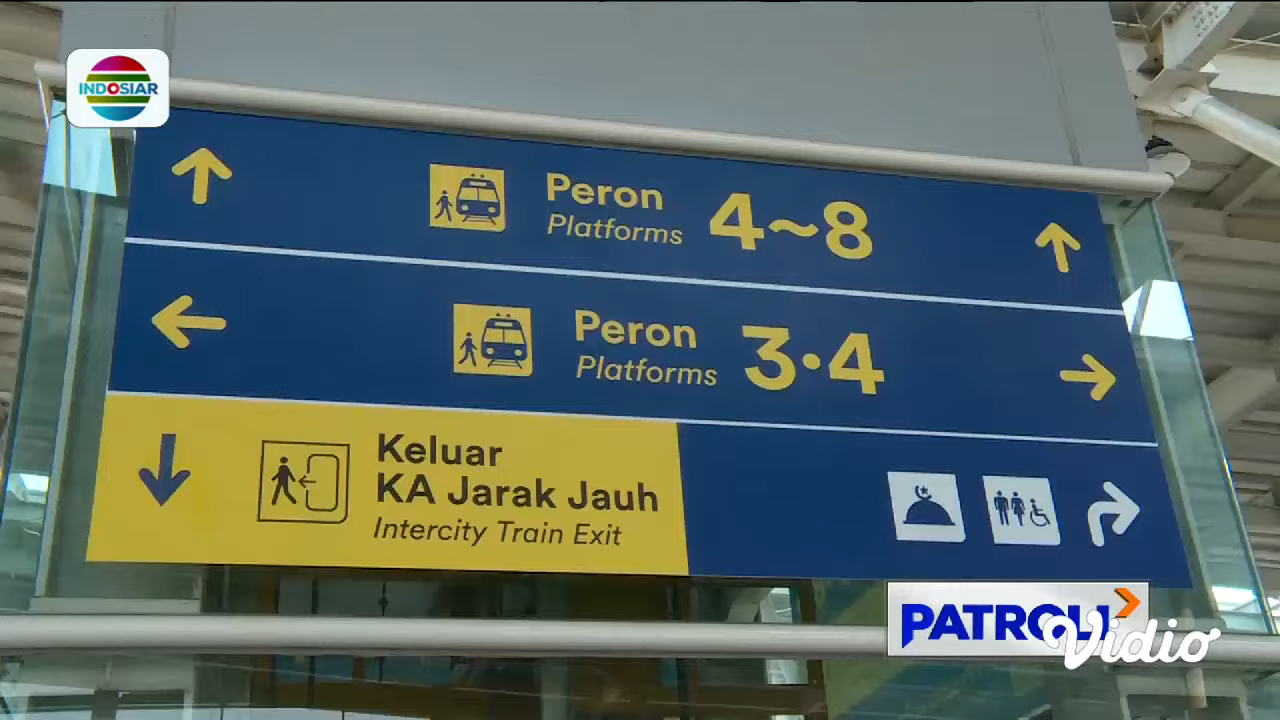 INDOSIAR
Peron
Platforms
4~8
Peron
Platforms
3·4
Keluar
KA Jarak Jauh
Intercity Train Exit
PATROLI
Vidio